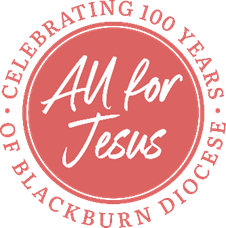 · CELEBRATING 100 YEARS ·
OF BLACKBURN DIOCESE
All for
Jesus